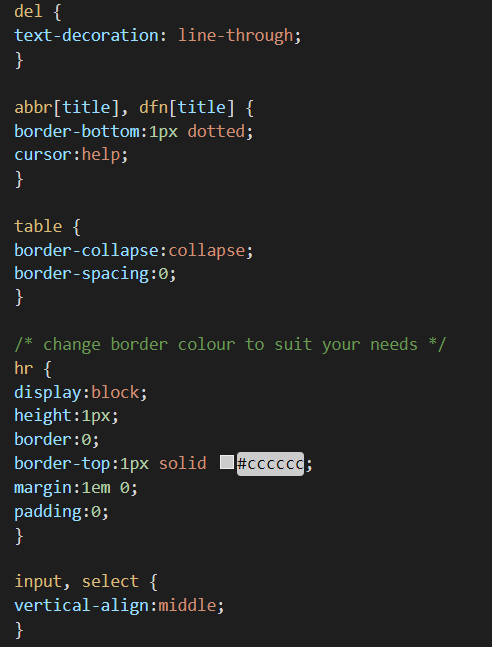 del {
text-decoration: line-through;
}
abbr[title], dfn[title] {
border-bottom:1px dotted;
cursor:help;
}
table {
border-collapse:collapse;
border-spacing:0;
}
/* change border colour to suit your needs */
hr {
display:block;
height:1px;
border:0;
border-top:1px solid #cccccc;
margin:1em 0;
padding:0;
}
input, select {
vertical-align:middle;
}